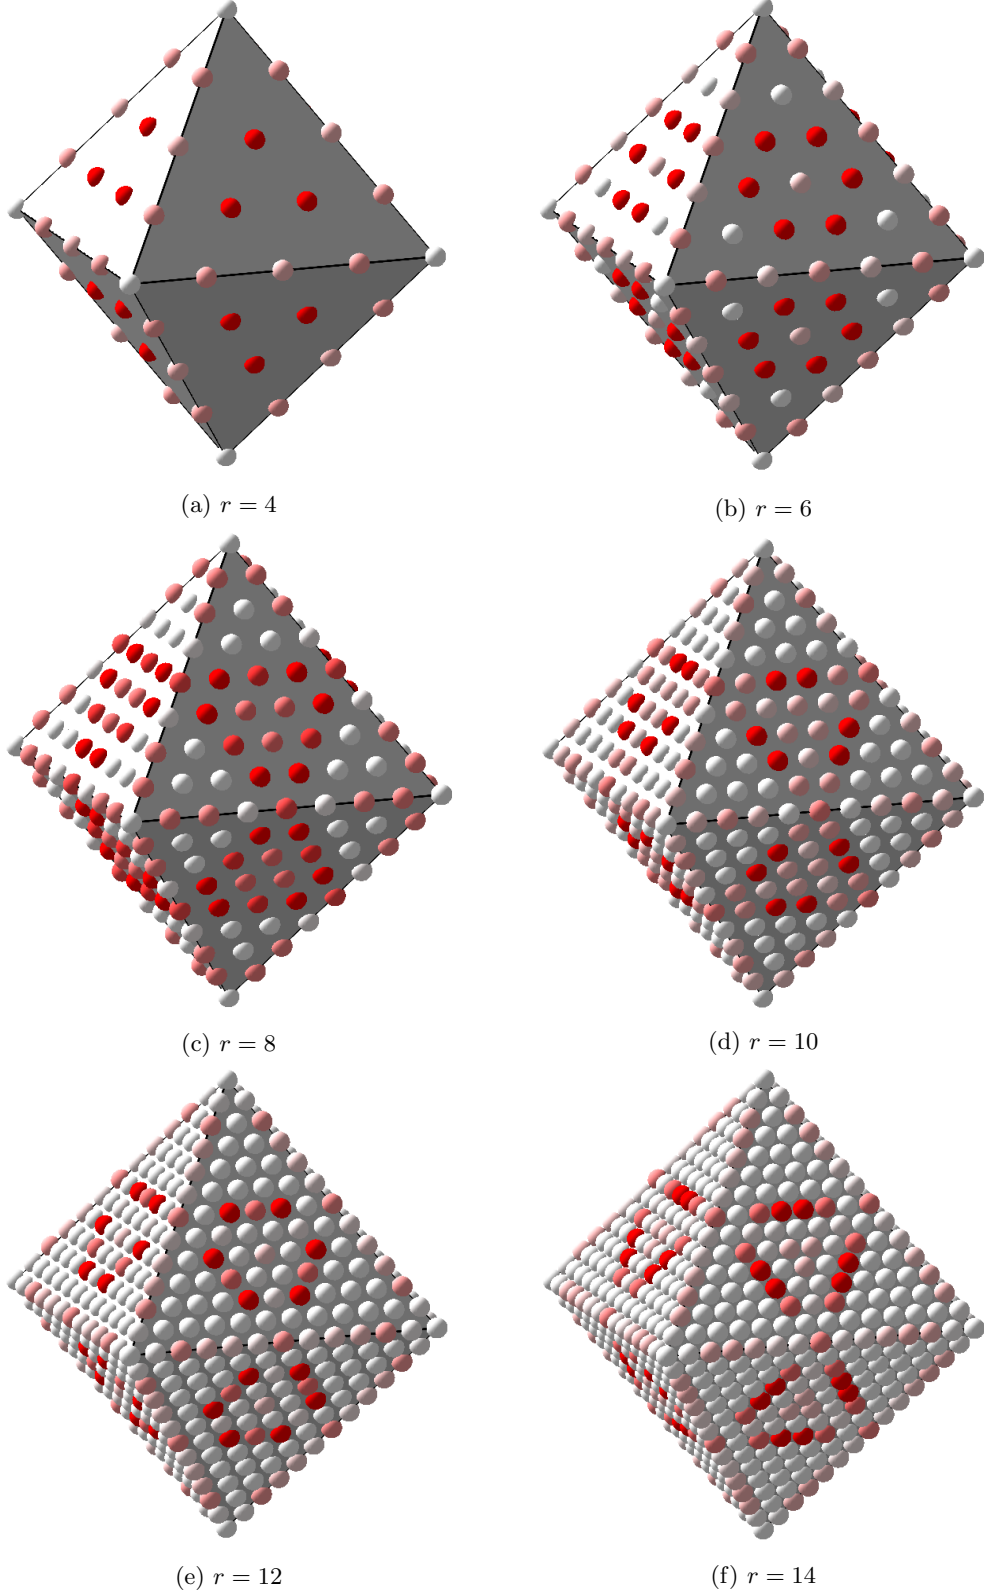 (a) r = 4
(b) r = 6
(c) r = 8
(d) r = 10
(e) r = 12
(f) r = 14